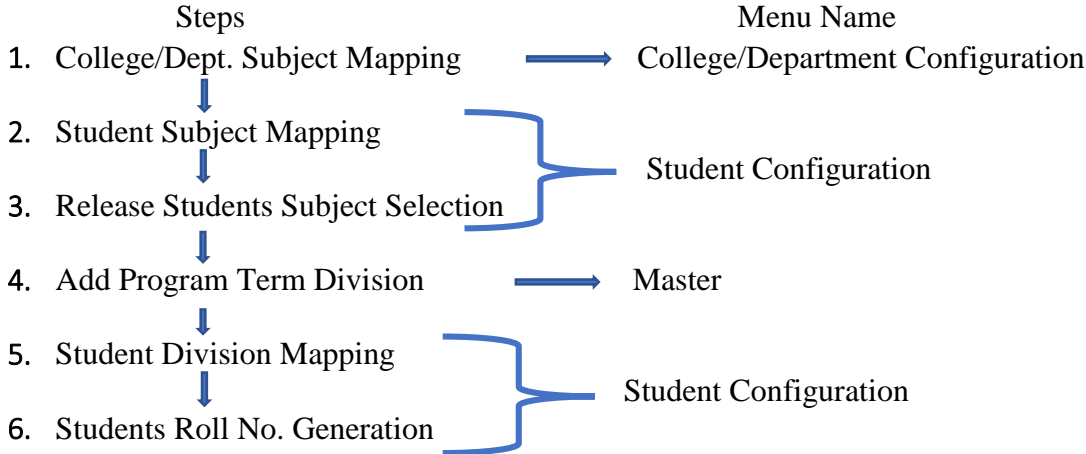 Steps Menu Name
1. College/Dept. Subject Mapping College/Department Configuration
2. Student Subject Mapping
Student Configuration
3. Release Students Subject Selection
4. Add Program Term Division Master
5. Student Division Mapping
Student Configuration
6. Students Roll No. Generation